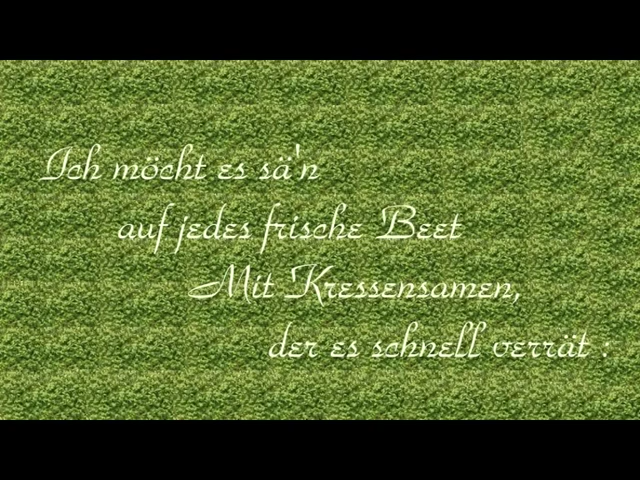 Ich möcht es sä'n
auf jedes frische Beet
Mit Kressensamen,
der es schnell verrät :